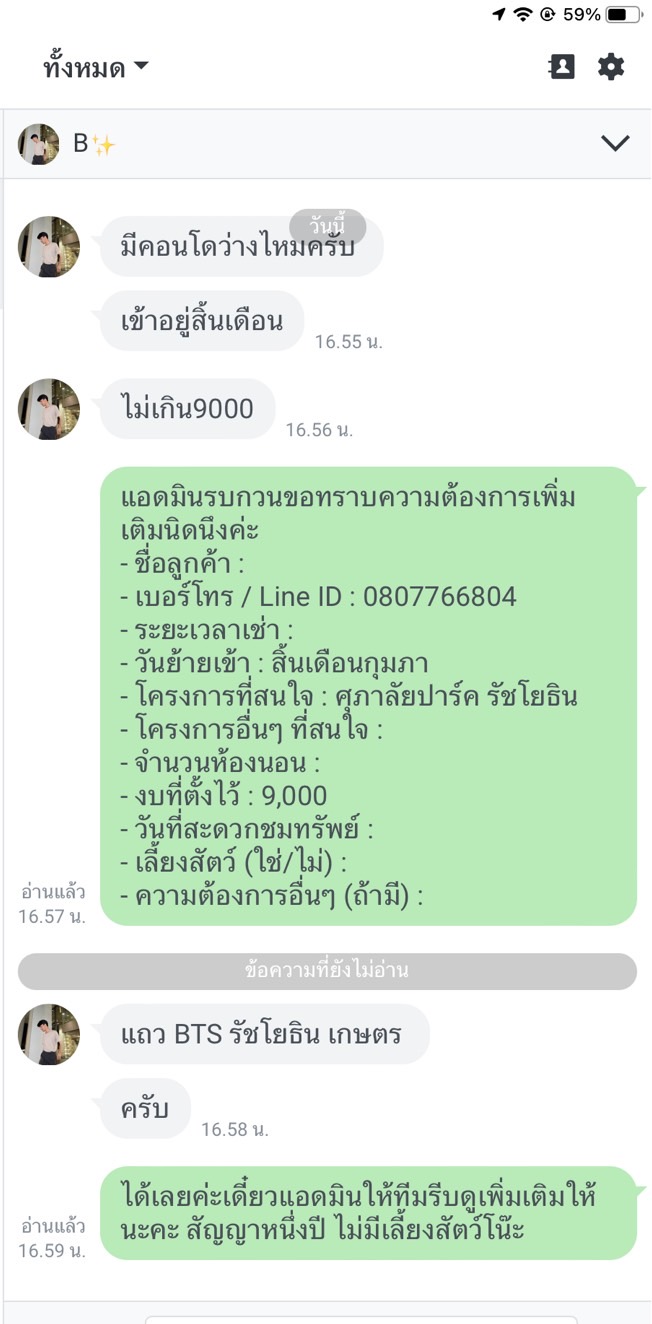 59%
ทั้งหมด
B✨
วันนี้
มีคอนโดว่างไหมครับ
เข้าอยู่สิ้นเดือน
16.55 น.
ไม่เกิน9000
16.56 น.
แอดมินรบกวนขอทราบความต้องการเพิ่ม
เติมนิดนึงค่ะ
- ชื่อลูกค้า :
- เบอร์โทร / Line ID : 0807766804
- ระยะเวลาเช่า :
- วันย้ายเข้า : สิ้นเดือนกุมภา
- โครงการที่สนใจ : ศุภาลัยปาร์ค รัชโยธิน
- โครงการอื่นๆ ที่สนใจ :
- จำนวนห้องนอน :
- งบที่ตั้งไว้ : 9,000
- วันที่สะดวกชมทรัพย์ :
- เลี้ยงสัตว์ (ใช่/ไม่) :
- ความต้องการอื่นๆ (ถ้ามี) :
อ่านแล้ว
16.57 น.
ข้อความที่ยังไม่อ่าน
แถว BTS รัชโยธิน เกษตร
ครับ
16.58 น.
ได้เลยค่ะเดี๋ยวแอดมินให้ทีมรีบดูเพิ่มเติมให้
นะคะ สัญญาหนึ่งปี ไม่มีเลี้ยงสัตว์โน๊ะ
อ่านแล้ว
16.59 น.